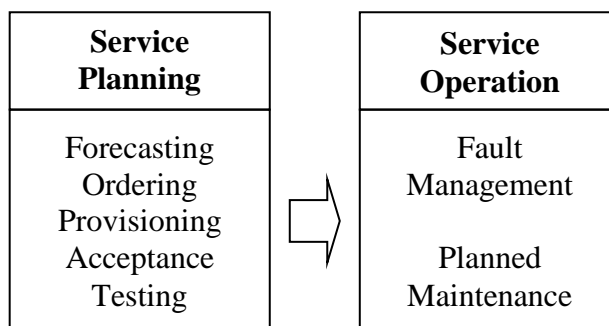 Service
Planning
Forecasting
Ordering
Provisioning
Acceptance
Testing
Service
Operation
Fault
Management
Planned
Maintenance